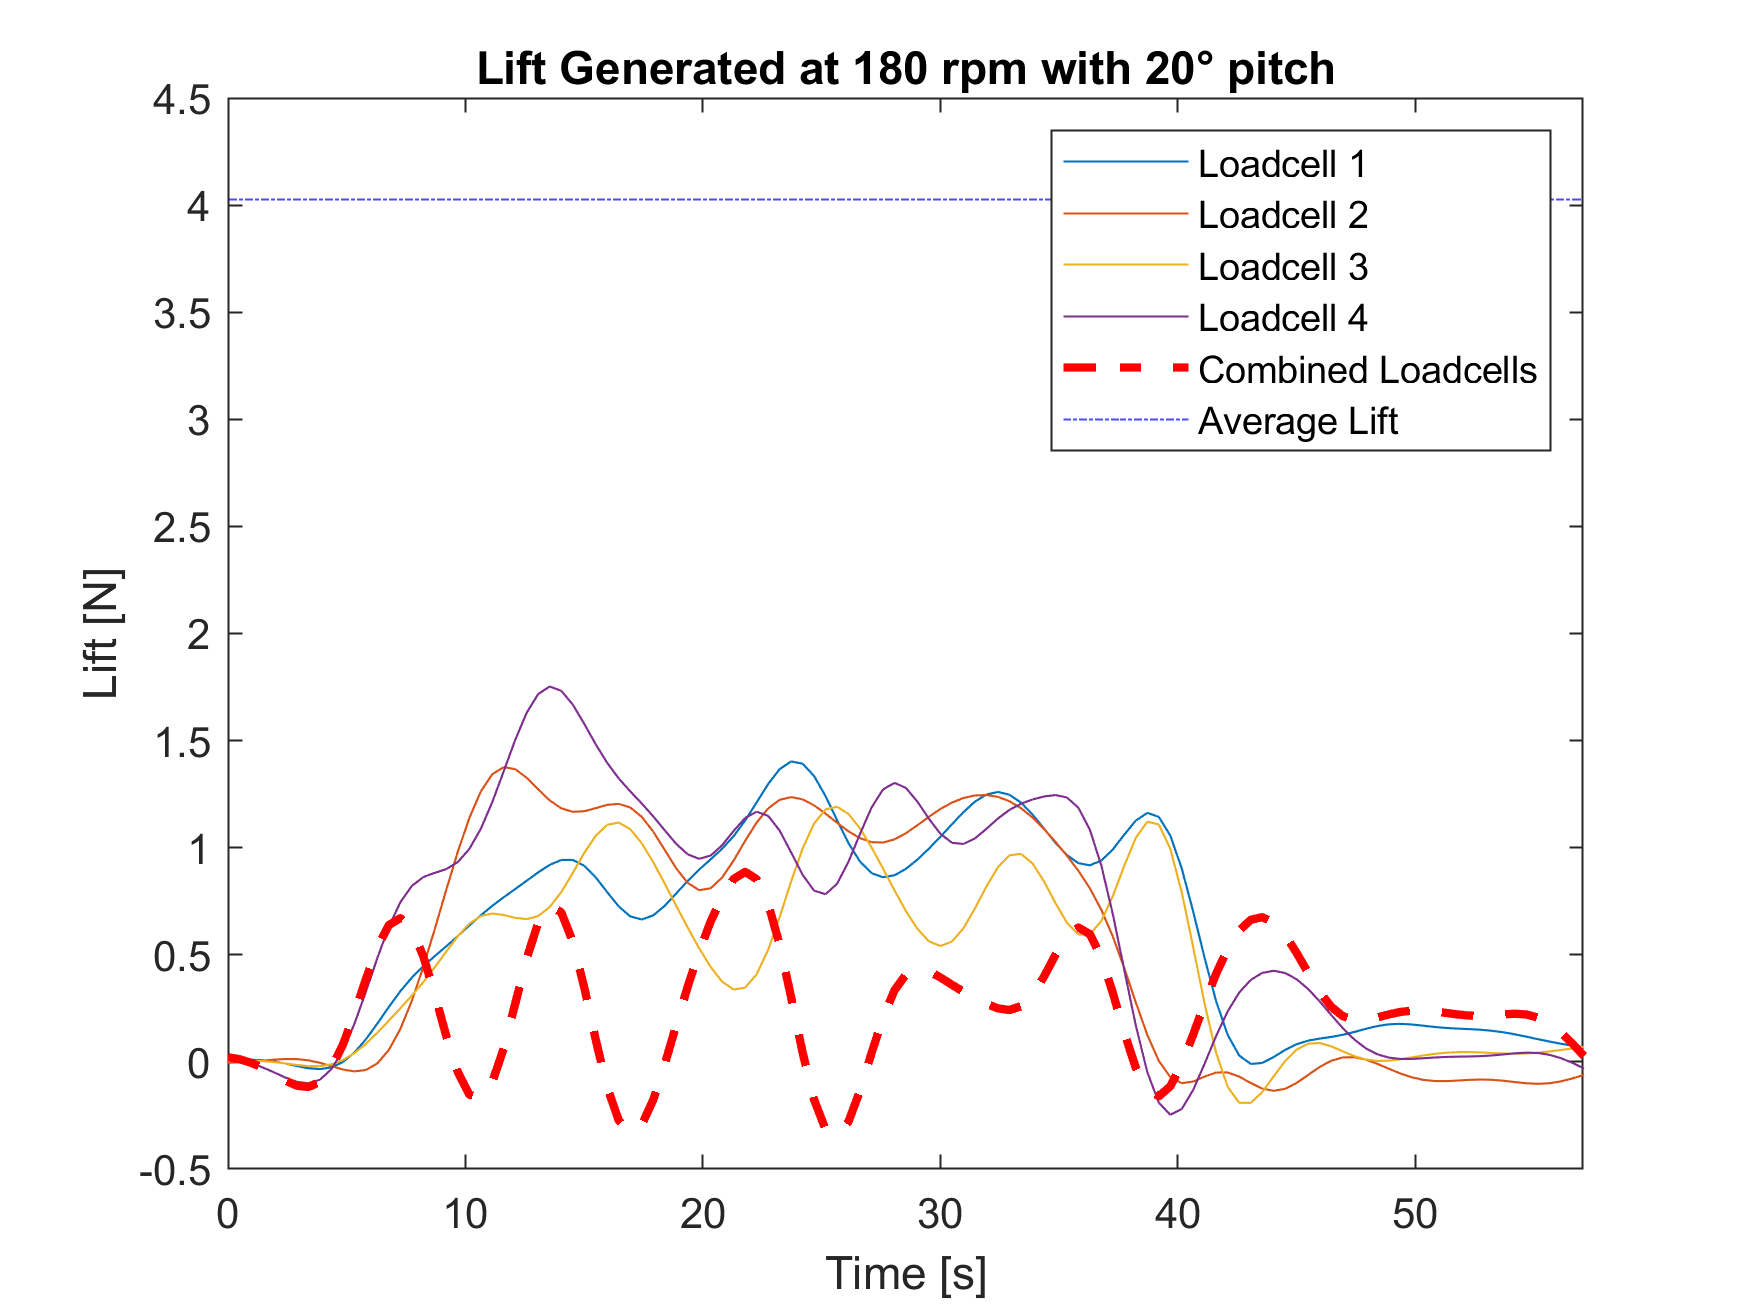 Lift Generated at 180 rpm with 20° pitch
4.5
4
3.5
3
2.5
2
1.5
1
0.5
0
-0.5
Lift [N]
Loadcell 1
Loadcell 2
Loadcell 3
Loadcell 4
Combined Loadcells
Average Lift
0 10 20 30 40 50
Time [s]